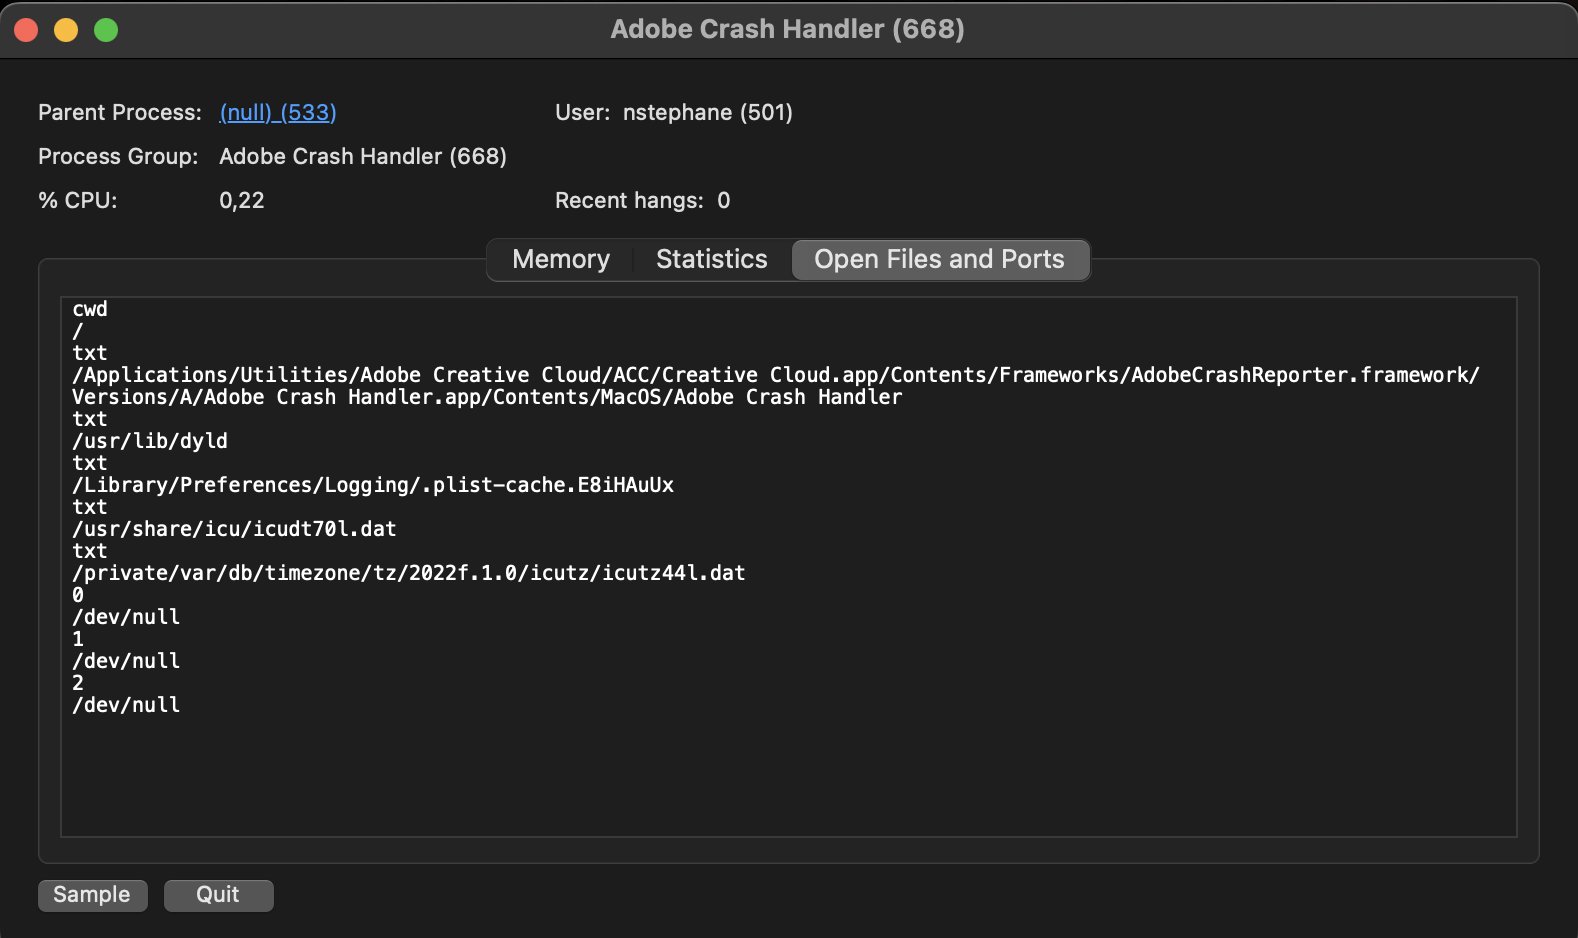 Adobe Crash Handler (668)
Parent Process: (null) (533) User: nstephane (501)
Process Group: Adobe Crash Handler (668)
% CPU: 0,22 Recent hangs: 0
Memory Statistics Open Files and Ports
cwd
/
txt
/Applications/Utilities/Adobe Creative Cloud/ACC/Creative Cloud.app/Contents/Frameworks/AdobeCrashReporter.framework/
Versions/A/Adobe Crash Handler.app/Contents/MacOS/Adobe Crash Handler
txt
/usr/lib/dyld
txt
/Library/Preferences/Logging/.plist-cache.E8iHAuUx
txt
/usr/share/icu/icudt70l.dat
txt
/private/var/db/timezone/tz/2022f.1.0/icutz/icutz44l.dat
0
/dev/null
1
/dev/null
2
/dev/null
Sample Quit